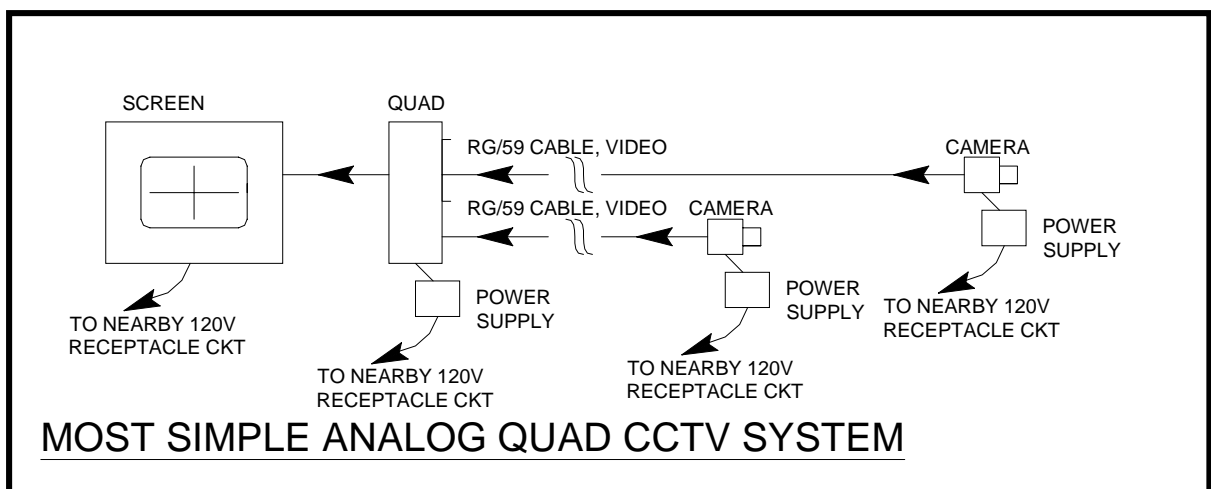 SCREEN
QUAD
RG/59 CABLE, VIDEO
CAMERA
RG/59 CABLE, VIDEO
CAMERA
POWER
SUPPLY
POWER
SUPPLY
POWER
SUPPLY
TO NEARBY 120V
RECEPTACLE CKT
TO NEARBY 120V
RECEPTACLE CKT
TO NEARBY 120V
RECEPTACLE CKT
TO NEARBY 120V
RECEPTACLE CKT
MOST SIMPLE ANALOG QUAD CCTV SYSTEM